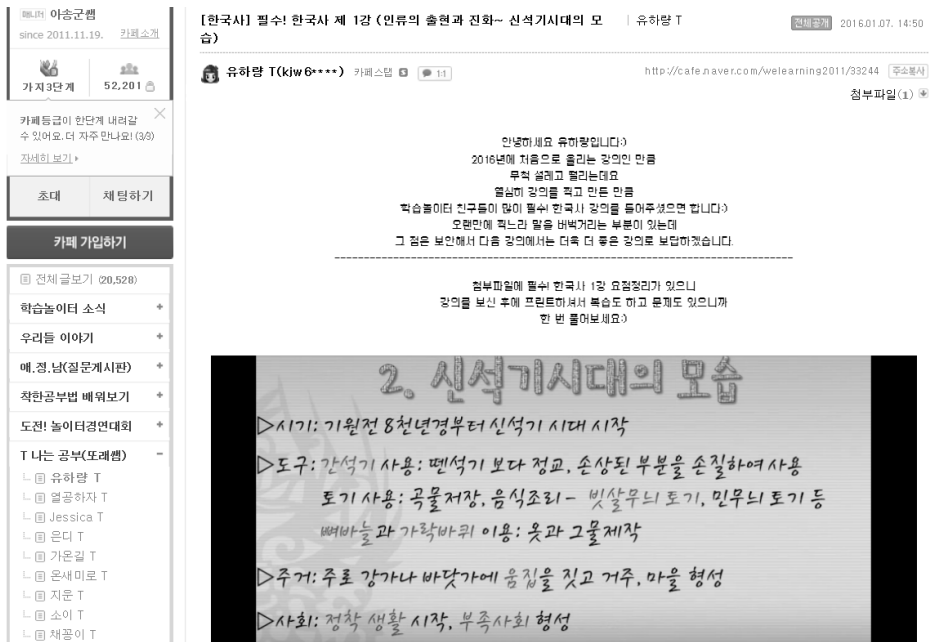 매니저 아송군쌤
since 2011.11.19. 카페소개
가지3단계 52,201
카페등급이 한단계 내려갈
수 있어요. 더 자주 만나요! (3/3)
자세히 보기
초대 채팅하기
카페 가입하기
전체글보기 (20,528)
학습놀이터 소식
우리들 이야기
애.정.남(질문게시판)
착한공부법 배워보기
도전! 놀이터경연대회
T 나는 공부(또래쌤)
유하량 T
열공하자 T
Jessica T
은디 T
가온길 T
온새미로 T
지운 T
소이 T
채꽁이 T
[한국사] 필수! 한국사 제 1강 (인류의 출현과 진화~ 신석기시대의 모
습)
유하량 T
전체공개 2016.01.07. 14:50
유하량 T(kjw6****) 카페스탭 1:1
http://cafe.naver.com/welearning2011/33244 주소복사
첨부파일(1)
안녕하세요 유하량입니다:)
2016년에 처음으로 올리는 강의인 만큼
무척 설레고 떨리는데요
열심히 강의를 찍고 만든 만큼
학습놀이터 친구들이 많이 필수! 한국사 강의를 들어주셨으면 합니다:)
오랜만에 찍느라 말을 버벅거리는 부분이 있는데
그 점은 보안해서 다음 강의에서는 더욱 더 좋은 강의로 보답하겠습니다.
첨부파일에 필수! 한국사 1강 요점정리가 있으니
강의를 보신 후에 프린트하셔서 복습도 하고 문제도 있으니까
한 번 풀어보세요:)
2. 신석기시대의 모습
▷시기: 기원전 8천년경부터 신석기 시대 시작
▷도구: 간석기 사용: 뗀석기 보다 정교, 손상된 부분을 손질하여 사용
토기 사용: 곡물저장, 음식조리 - 빗살무늬 토기, 민무늬 토기 등
뼈바늘과 가락바퀴 이용: 옷과 그물제작
▷주거: 주로 강가나 바닷가에 움집을 짓고 거주, 마을 형성
▷사회: 정착 생활 시작, 부족사회 형성